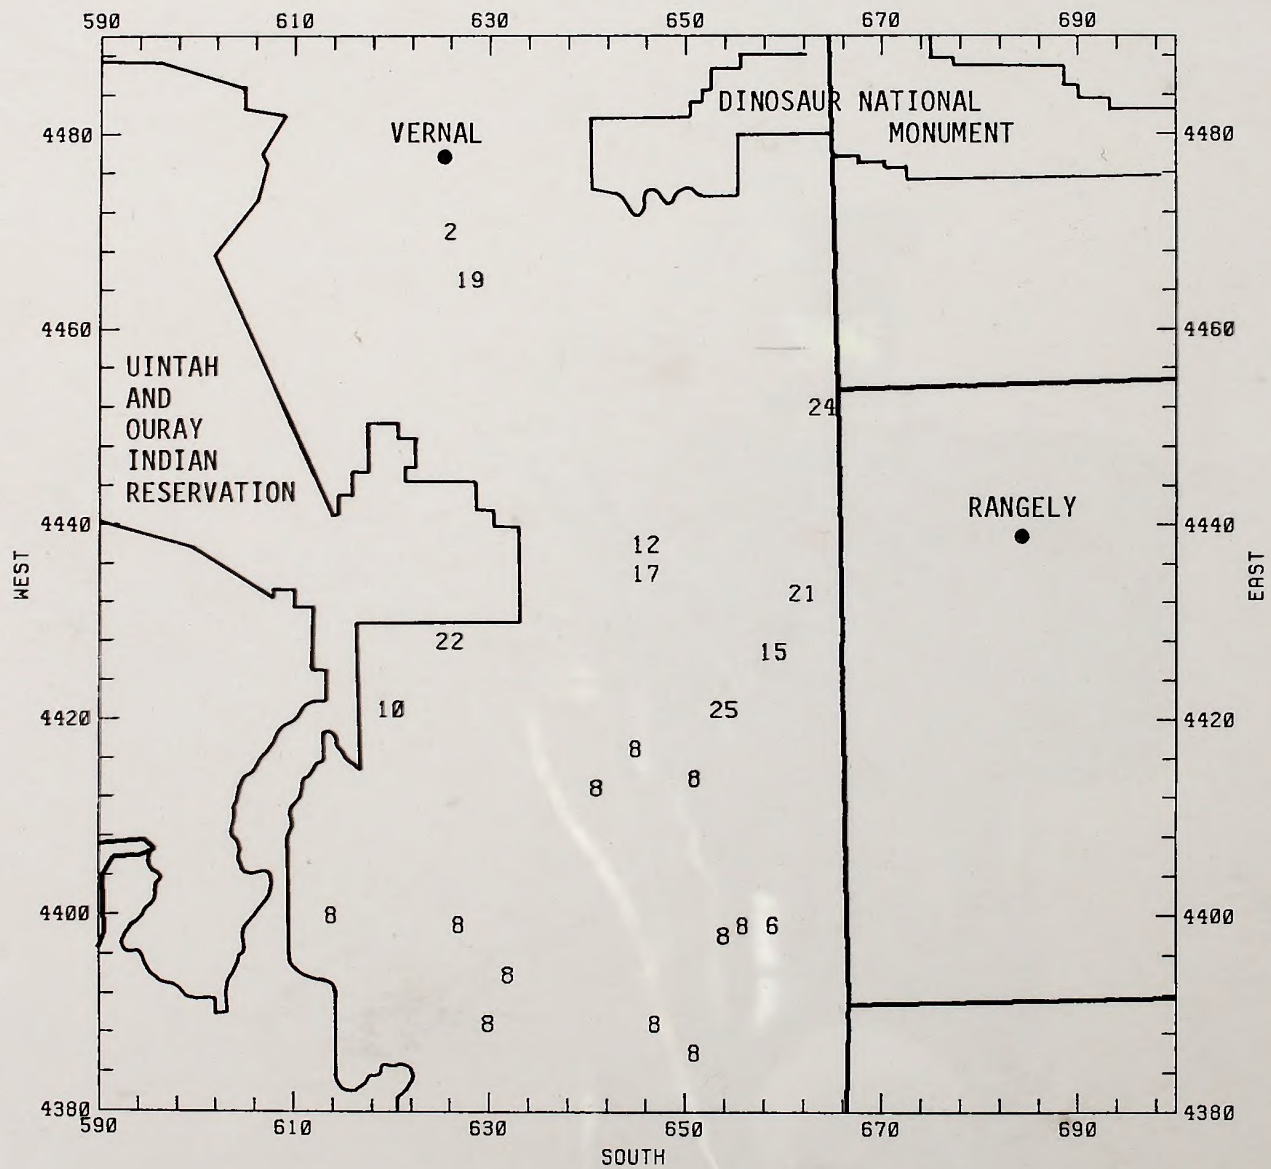 590 610 630 650 670 690
DINOSAUR NATIONAL
MONUMENT
VERNAL
4480 4480
2
19
4460 4460
UINTAH
AND
OURAY
INDIAN
RESERVATION
24
RANGELY
4440 4440
12
17
WEST
EAST
21
22
15
10
25
4420 4420
8
8
8
8
8
8 8 6
4400 4400
8
8
8
8
4380 4380
590 610 630 650 670 690
SOUTH